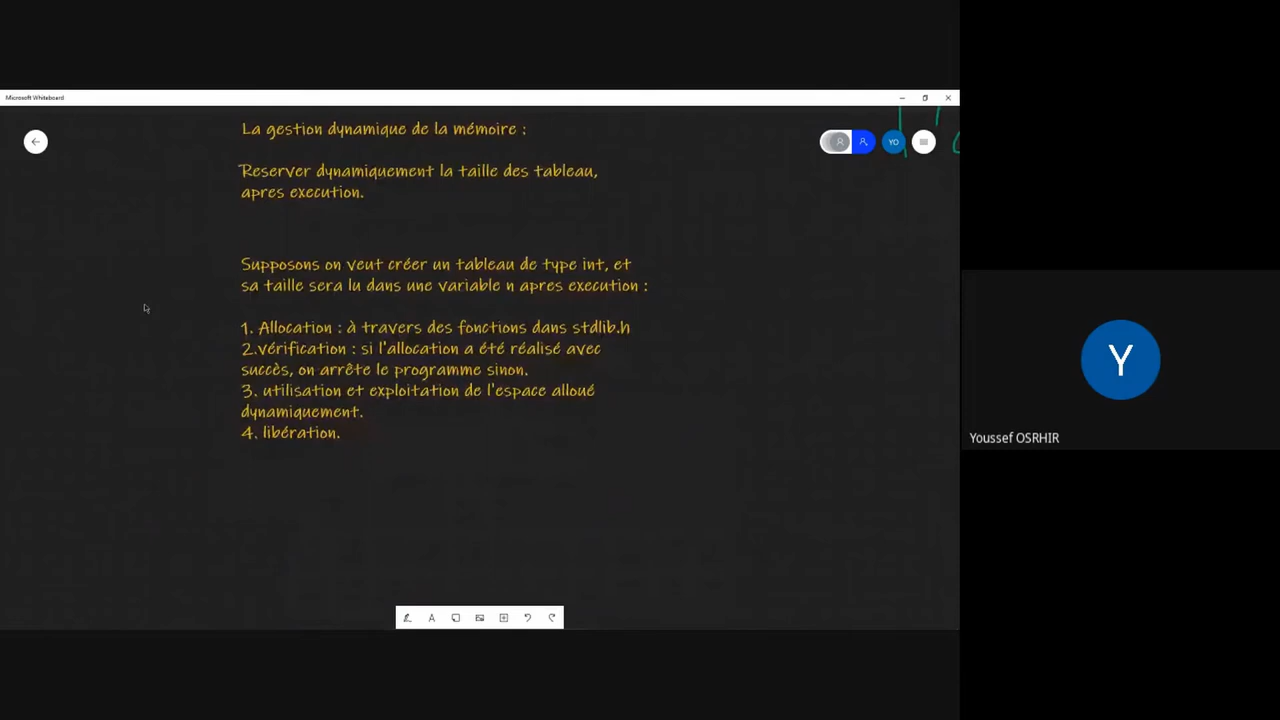 Microsoft Whiteboard
La gestion dynamique de la mémoire :
YO
Reserver dynamiquement la taille des tableau,
apres execution.
Supposons on veut créer un tableau de type int, et
sa taille sera lu dans une variable n apres execution :
1. Allocation : à travers des fonctions dans stdlib.h
2.vérification : si l'allocation a été réalisé avec
succès, on arrête le programme sinon.
3. utilisation et exploitation de l'espace alloué
dynamiquement.
4. libération.
Y
Youssef OSRHIR